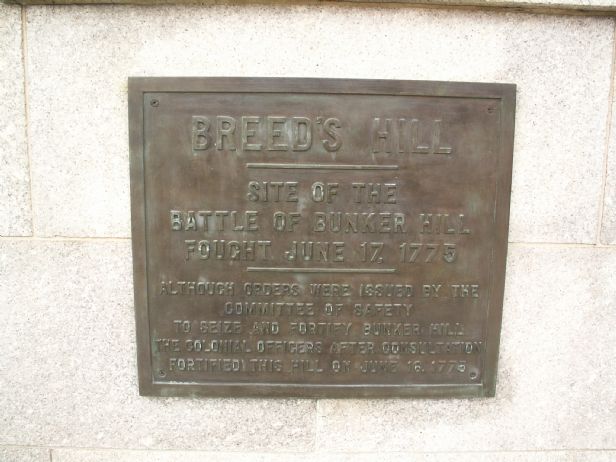 BREED'S HILL
SITE OF THE
BATTLE OF BUNKER HILL
FOUGHT JUNE 17, 1775
ALTHOUGH ORDERS WERE ISSUED BY THE
COMMITTEE OF SAFETY
TO SEIZE AND FORTIFY BUNKER HILL
THE COLONIAL OFFICERS AFTER CONSULTATION
FORTIFIED THIS HILL ON JUNE 16, 1775